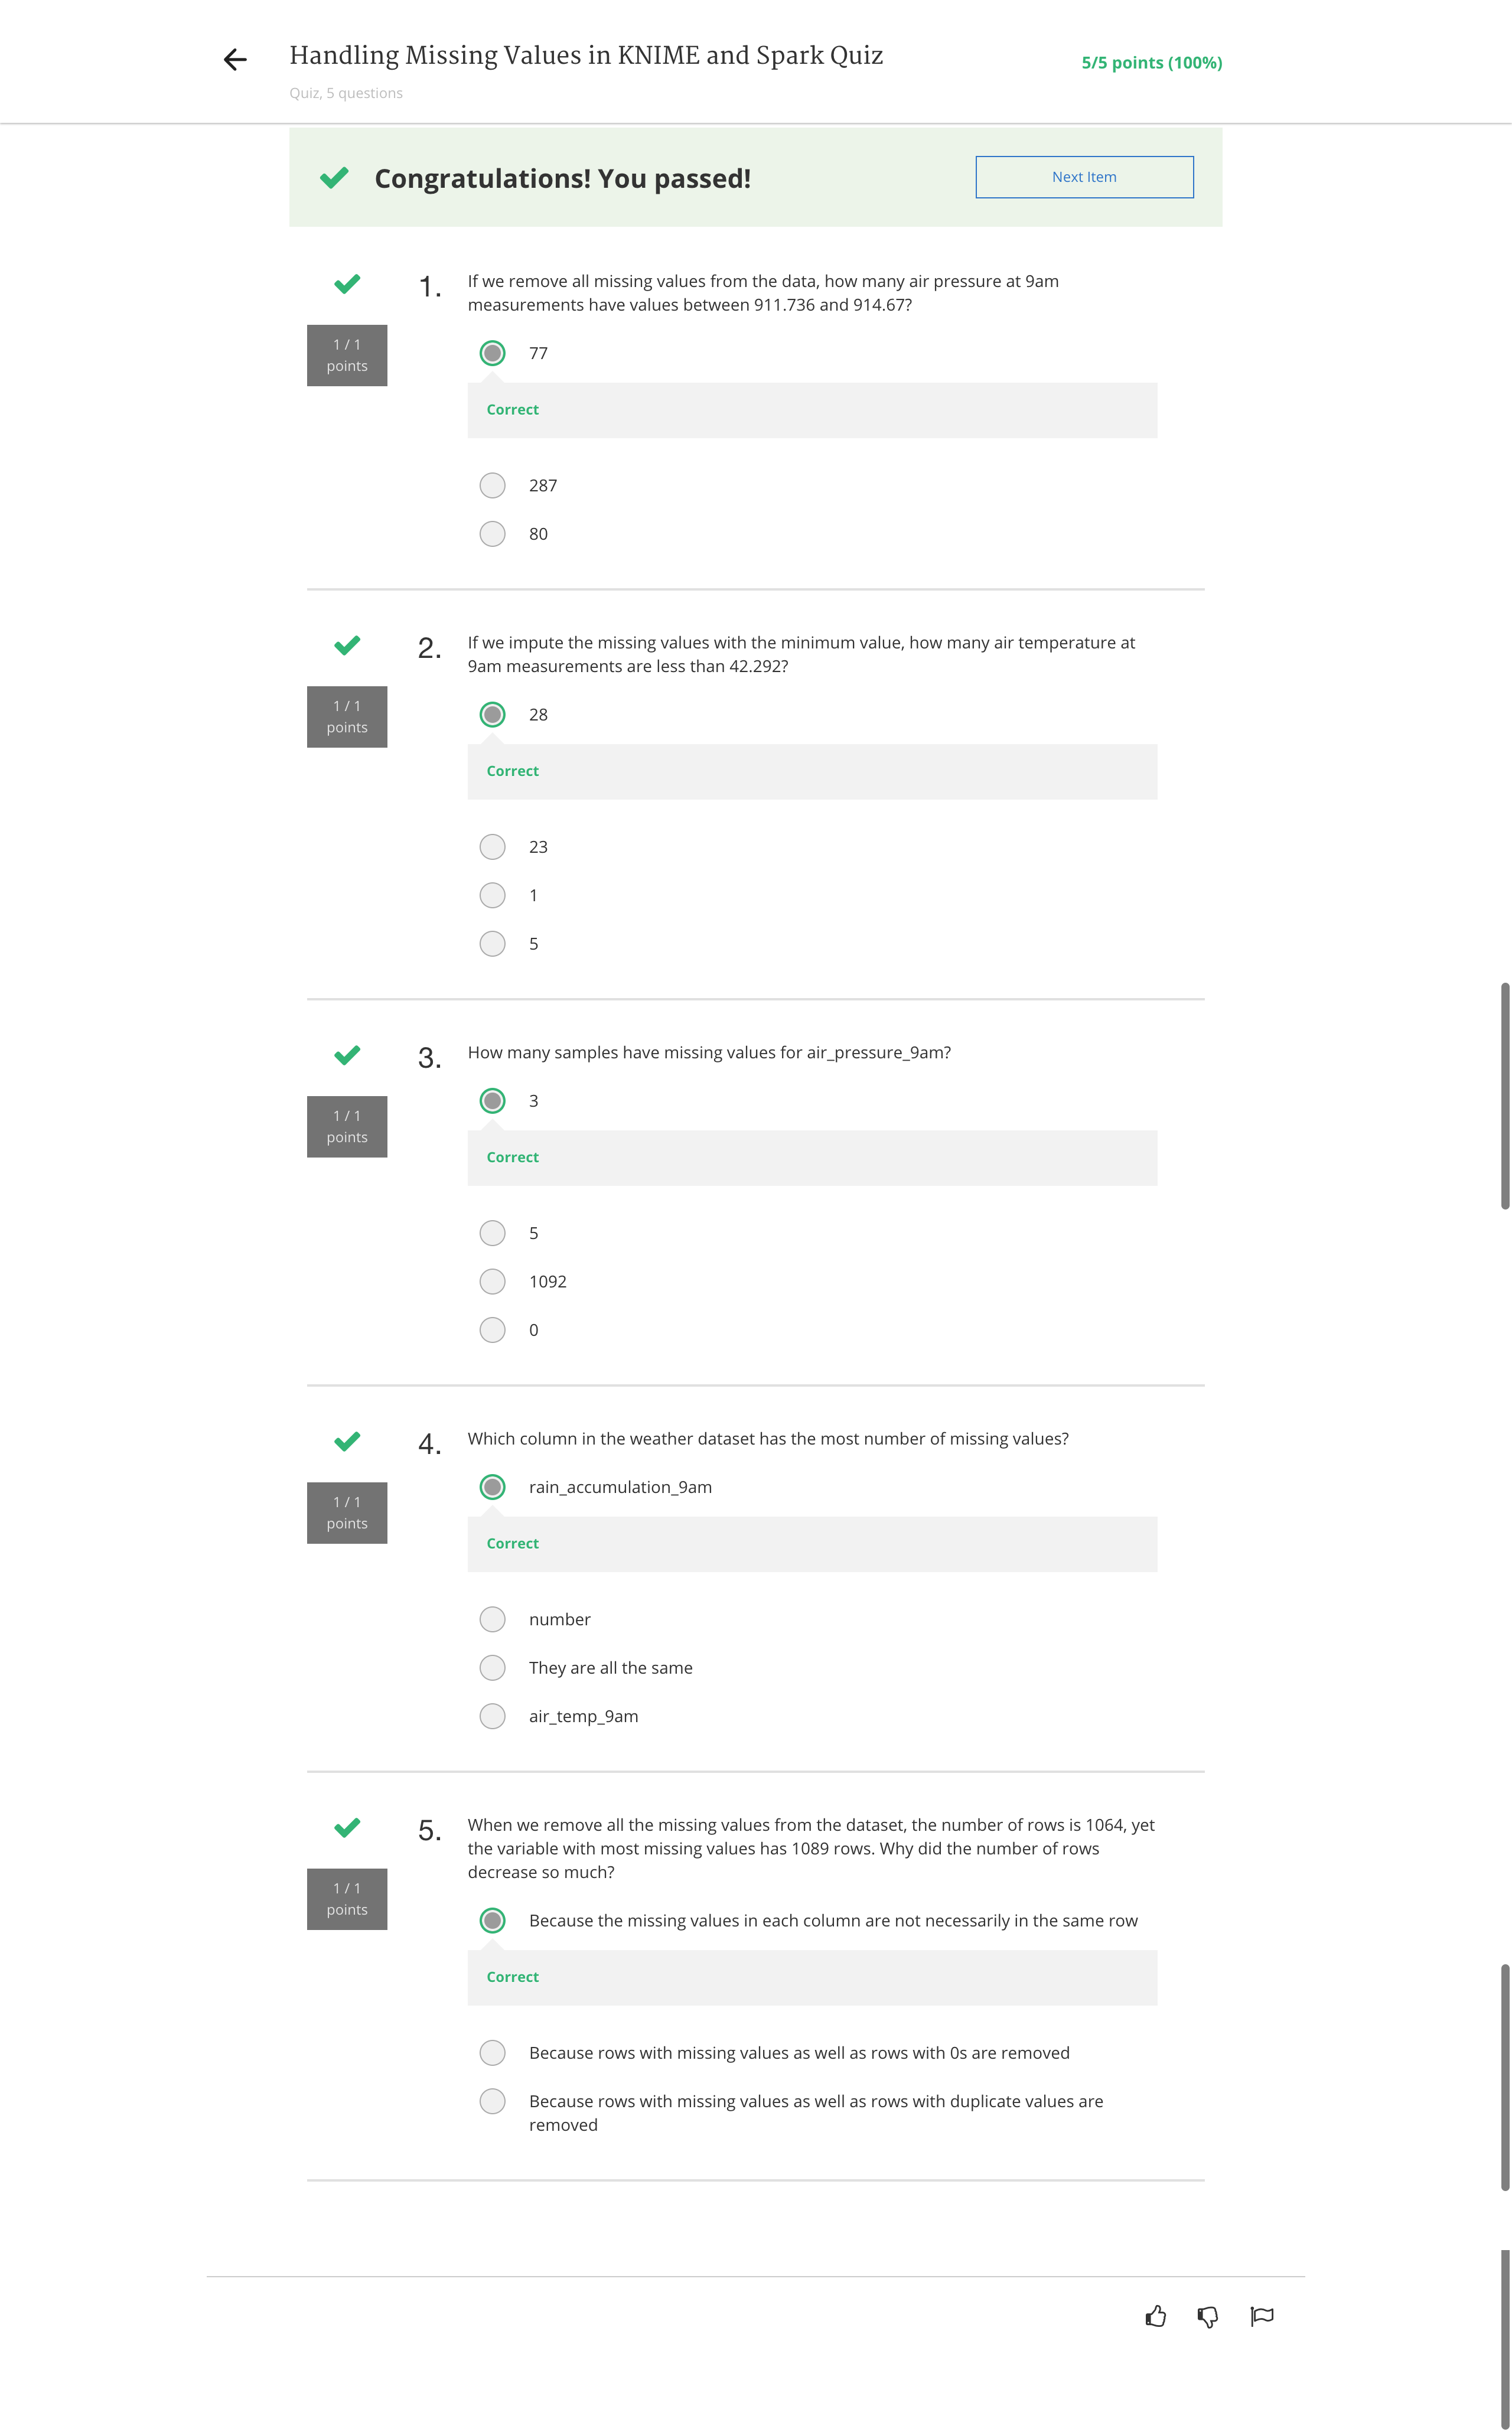 Handling Missing Values in KNIME and Spark Quiz
5/5 points (100%)
Quiz, 5 questions
Congratulations! You passed!
Next Item
1.
If we remove all missing values from the data, how many air pressure at 9am
measurements have values between 911.736 and 914.67?
1 / 1
points
77
Correct
287
80
2.
If we impute the missing values with the minimum value, how many air temperature at
9am measurements are less than 42.292?
1 / 1
points
28
Correct
23
1
5
3.
How many samples have missing values for air_pressure_9am?
1 / 1
points
3
Correct
5
1092
0
4.
Which column in the weather dataset has the most number of missing values?
1 / 1
points
rain_accumulation_9am
Correct
number
They are all the same
air_temp_9am
5.
When we remove all the missing values from the dataset, the number of rows is 1064, yet
the variable with most missing values has 1089 rows. Why did the number of rows
decrease so much?
1 / 1
points
Because the missing values in each column are not necessarily in the same row
Correct
Because rows with missing values as well as rows with 0s are removed
Because rows with missing values as well as rows with duplicate values are
removed